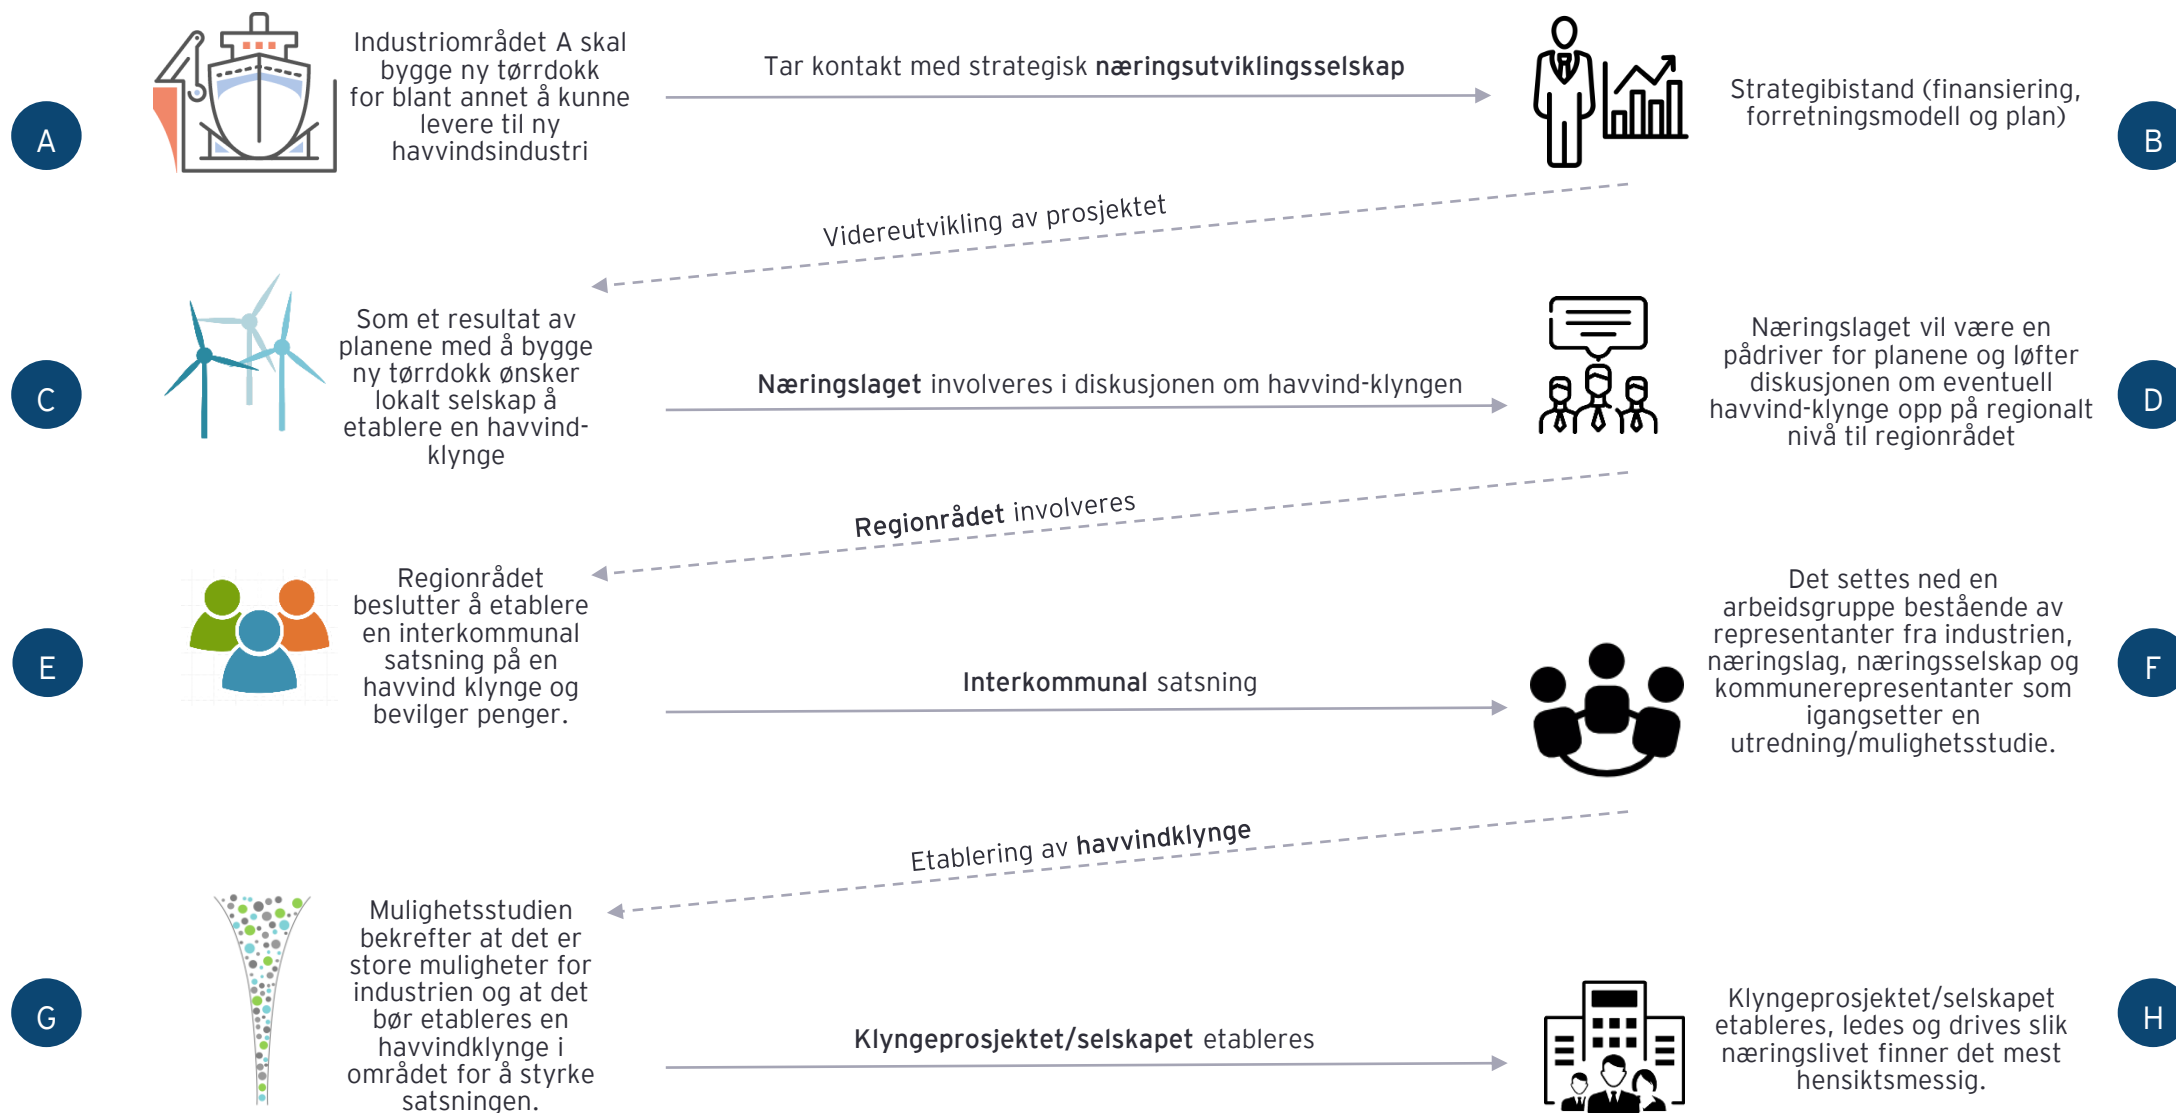 A
Industriområdet A skal
bygge ny tørrdokk
for blant annet å kunne
levere til ny
havvindsindustri
Tar kontakt med strategisk næringsutviklingsselskap
Strategibistand (finansiering,
forretningsmodell og plan)
B
Videreutvikling av prosjektet
C
Som et resultat av
planene med å bygge
ny tørrdokk ønsker
lokalt selskap å
etablere en havvind-
klynge
Næringslaget involveres i diskusjonen om havvind-klyngen
Næringslaget vil være en
pådriver for planene og løfter
diskusjonen om eventuell
havvind-klynge opp på regionalt
nivå til regionrådet
D
Regionrådet involveres
E
Regionrådet
beslutter å etablere
en interkommunal
satsning på en
havvind klynge og
bevilger penger.
Interkommunal satsning
Det settes ned en
arbeidsgruppe bestående av
representanter fra industrien,
næringslag, næringsselskap og
kommunerepresentanter som
igangsetter en
utredning/mulighetsstudie.
F
Etablering av havvindklynge
G
Mulighetsstudien
bekrefter at det er
store muligheter for
industrien og at det
bør etableres en
havvindklynge i
området for å styrke
satsningen.
Klyngeprosjektet/selskapet etableres
Klyngeprosjektet/selskapet
etableres, ledes og drives slik
næringslivet finner det mest
hensiktsmessig.
H